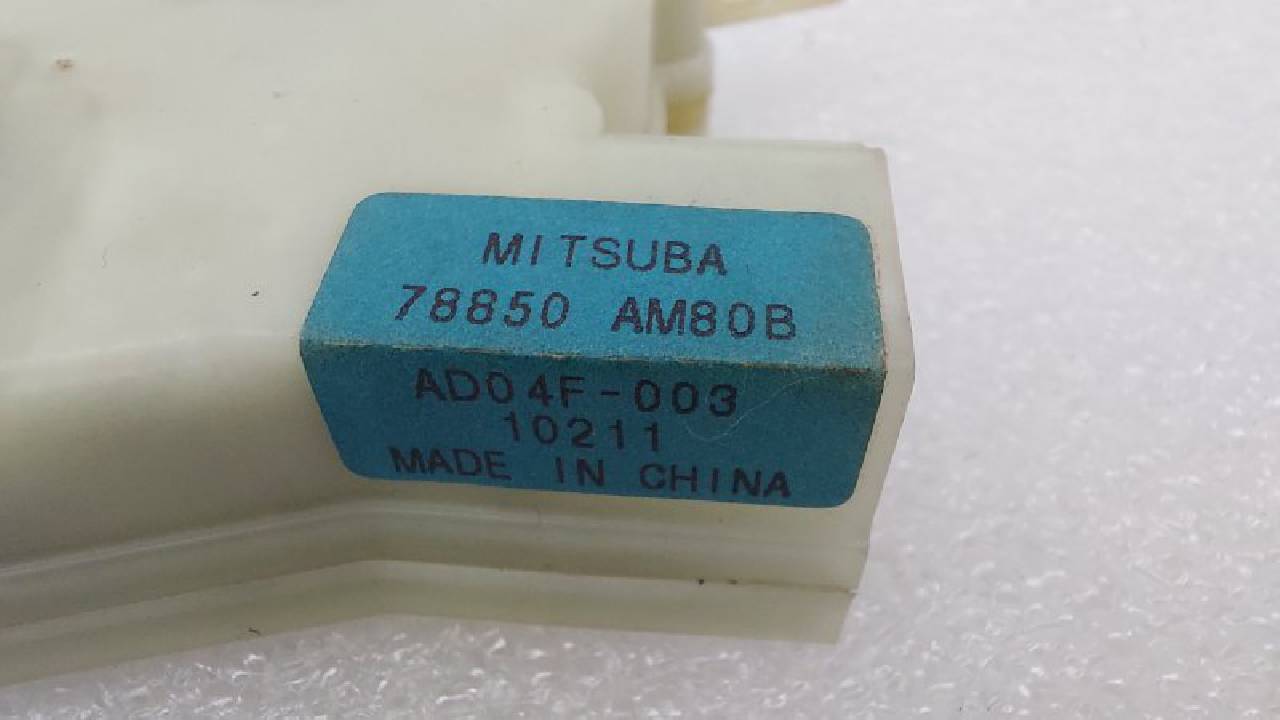 MITSUBA
78850 AM80B
AD04F-003
10211
MADE IN CHINA